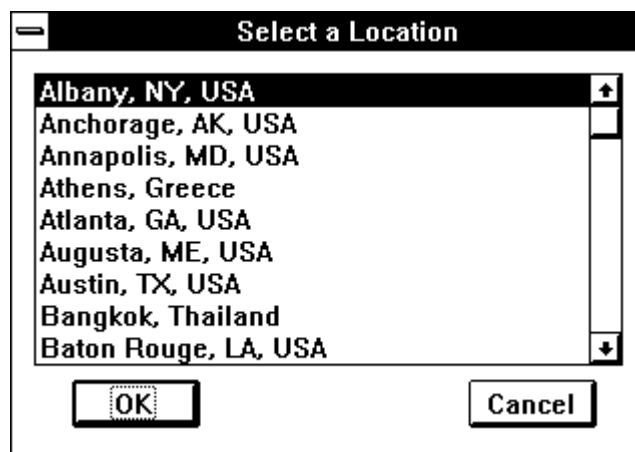 Select a Location
Albany, NY, USA
Anchorage, AK, USA
Annapolis, MD, USA
Athens, Greece
Atlanta, GA, USA
Augusta, ME, USA
Austin, TX, USA
Bangkok, Thailand
Baton Rouge, LA, USA
OK Cancel